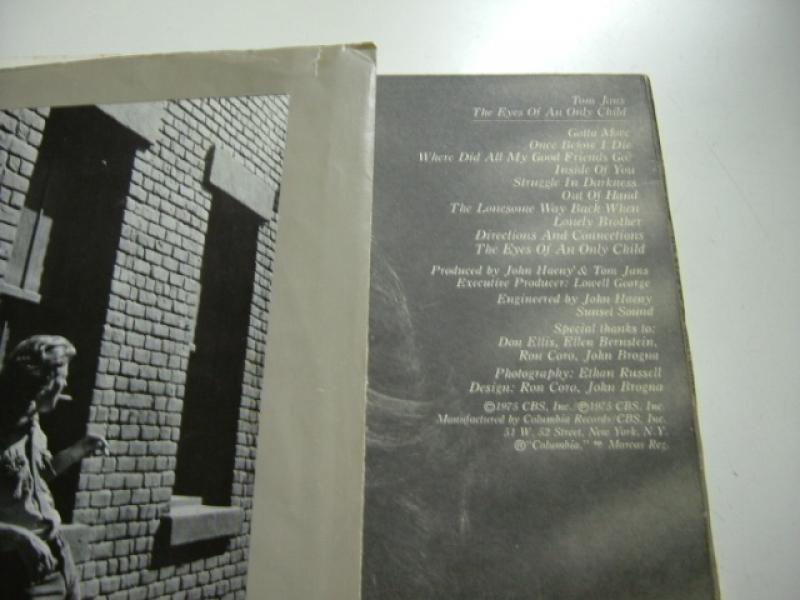 Tom Jans
The Eyes Of An Only Child
Gotta Move
Once Before I Die
Where Did All My Good Friends Go?
Inside Of You
Struggle In Darkness
Out Of Hand
The Lonesome Way Back When
Lonely Brother
Directions And Connections
The Eyes Of An Only Child
Produced by John Haeny & Tom Jans
Executive Producer: Lowell George
Engineered by John Haeny
Sunset Sound
Special thanks to:
Don Ellis, Ellen Bernstein,
Ron Coro, John Brogna
Photography: Ethan Russell
Design: Ron Coro, John Brogna
©1975 CBS, Inc./℗1975 CBS, Inc.
Manufactured by Columbia Records/CBS, Inc.
51 W. 52 Street, New York, N.Y.
®"Columbia," Marcas Reg.